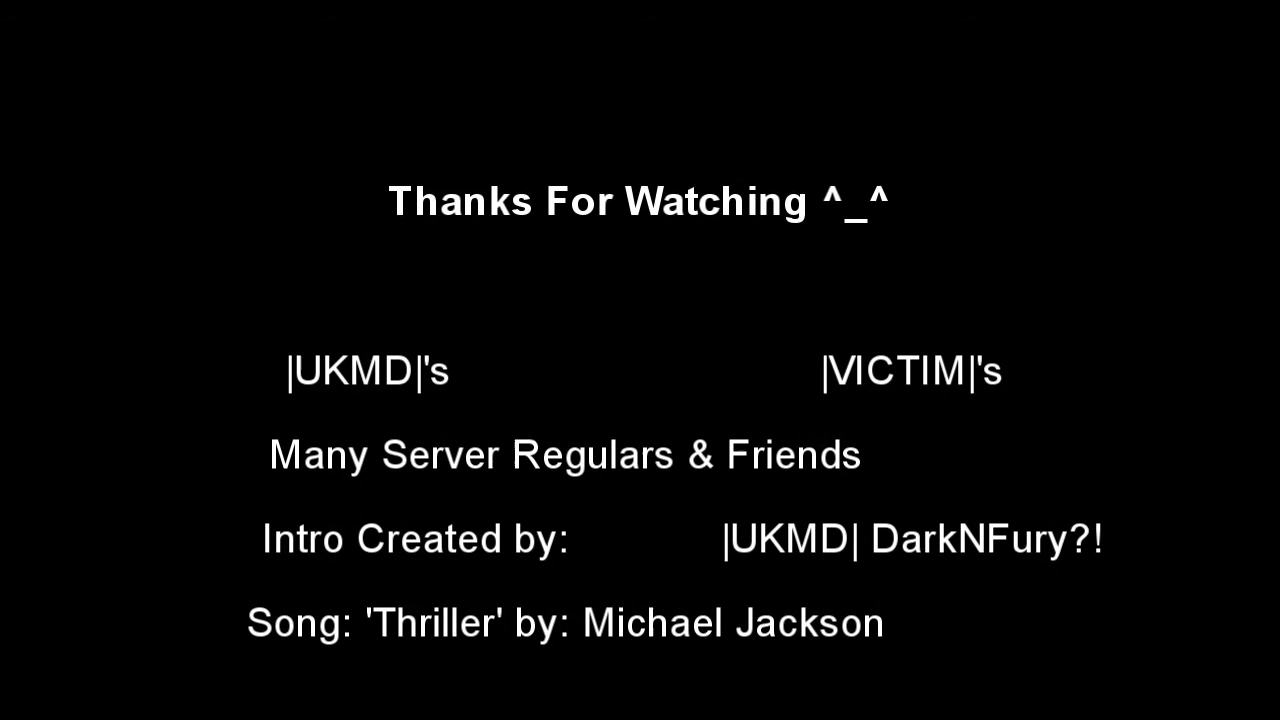 Thanks For Watching ^_^
|UKMD|'s |VICTIM|'s
Many Server Regulars & Friends
Intro Created by: |UKMD| DarkNFury?!
Song: 'Thriller' by: Michael Jackson